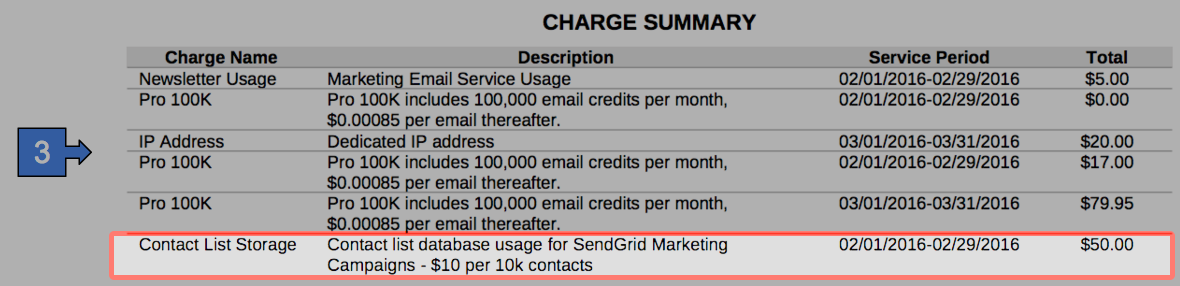 CHARGE SUMMARY
Charge Name Description Service Period Total
Newsletter Usage Marketing Email Service Usage 02/01/2016-02/29/2016 $5.00
Pro 100K Pro 100K includes 100,000 email credits per month, 02/01/2016-02/29/2016 $0.00
$0.00085 per email thereafter.
3
IP Address Dedicated IP address 03/01/2016-03/31/2016 $20.00
Pro 100K Pro 100K includes 100,000 email credits per month, 02/01/2016-02/29/2016 $17.00
$0.00085 per email thereafter.
Pro 100K Pro 100K includes 100,000 email credits per month, 03/01/2016-03/31/2016 $79.95
$0.00085 per email thereafter.
Contact List Storage Contact list database usage for SendGrid Marketing 02/01/2016-02/29/2016 $50.00
Campaigns - $10 per 10k contacts